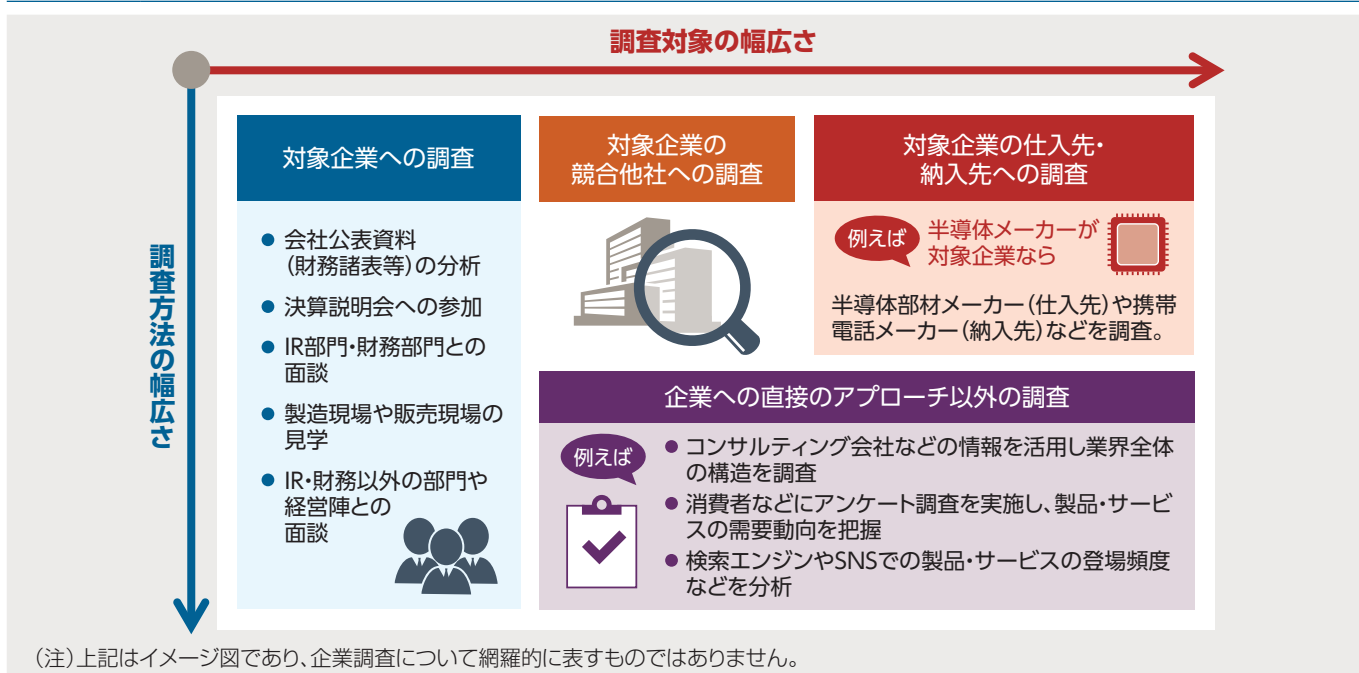 調査対象の幅広さ
調査方法の幅広さ
対象企業への調査
● 会社公表資料
（財務諸表等）の分析
● 決算説明会への参加
● IR部門・財務部門との
面談
● 製造現場や販売現場の
見学
● IR・財務以外の部門や
経営陣との
面談
対象企業の
競合他社への調査
対象企業の仕入先・
納入先への調査
例えば
半導体メーカーが
対象企業なら
半導体部材メーカー（仕入先）や携帯
電話メーカー（納入先）などを調査。
企業への直接のアプローチ以外の調査
例えば
● コンサルティング会社などの情報を活用し業界全体
の構造を調査
● 消費者などにアンケート調査を実施し、製品・サービ
スの需要動向を把握
● 検索エンジンやSNSでの製品・サービスの登場頻度
などを分析
（注）上記はイメージ図であり、企業調査について網羅的に表すものではありません。